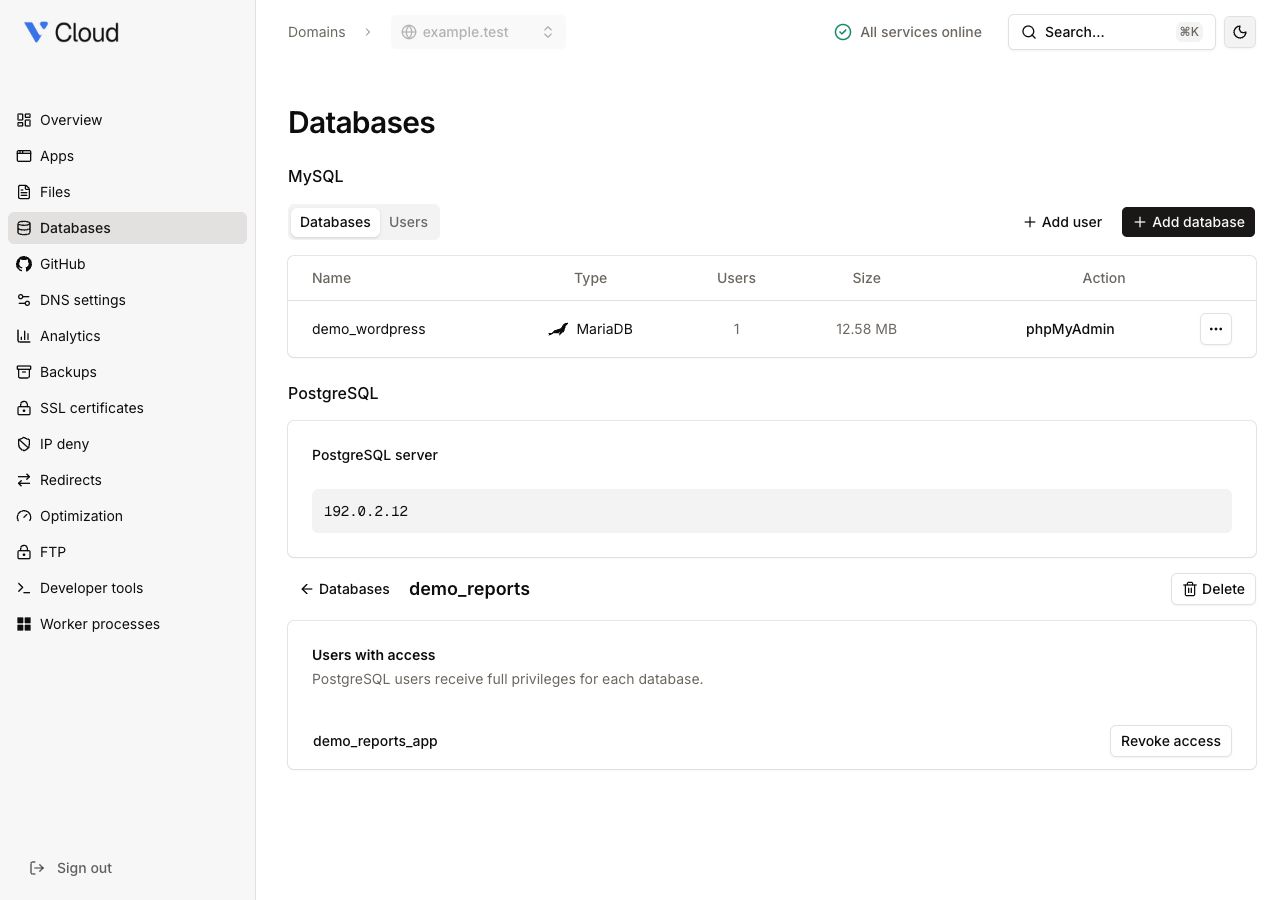 Cloud
Domains
example.test
All services online
Search...
⌘K
Overview
Apps
Files
Databases
GitHub
DNS settings
Analytics
Backups
SSL certificates
IP deny
Redirects
Optimization
FTP
Developer tools
Worker processes
Sign out
Databases
MySQL
Databases Users
Add user
Add database
Name Type Users Size Action
demo_wordpress MariaDB 1 12.58 MB phpMyAdmin
PostgreSQL
PostgreSQL server
192.0.2.12
Databases demo_reports Delete
Users with access
PostgreSQL users receive full privileges for each database.
demo_reports_app Revoke access